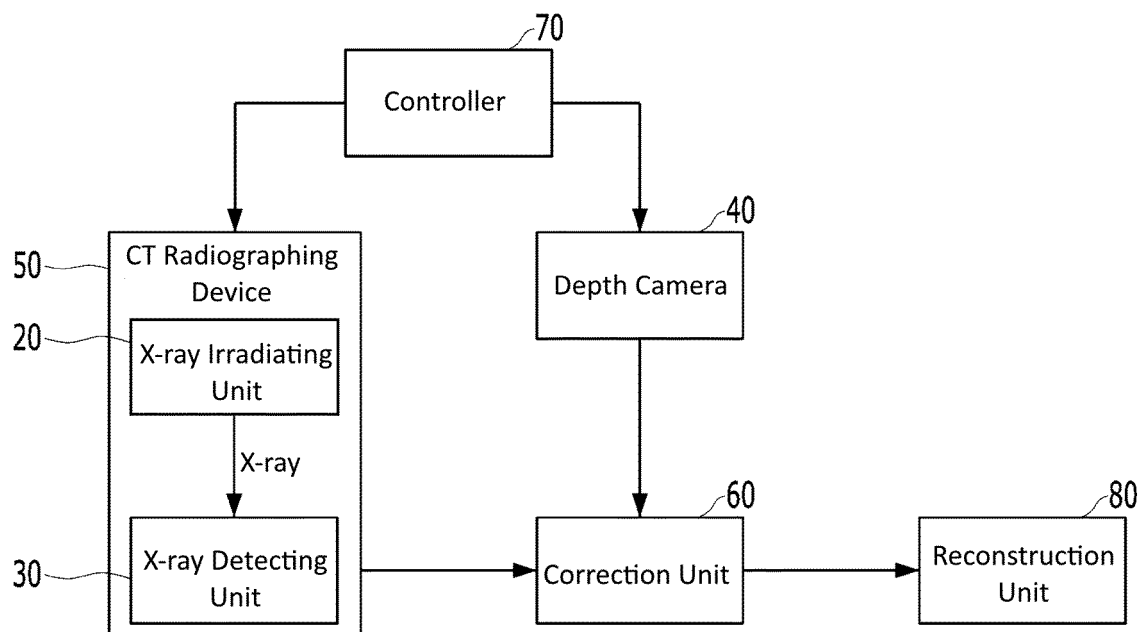 70
Controller
40
50
CT Radiographing
Device
Depth Camera
20
X-ray Irradiating
Unit
X-ray
60
80
30
X-ray Detecting
Unit
Correction Unit
Reconstruction
Unit